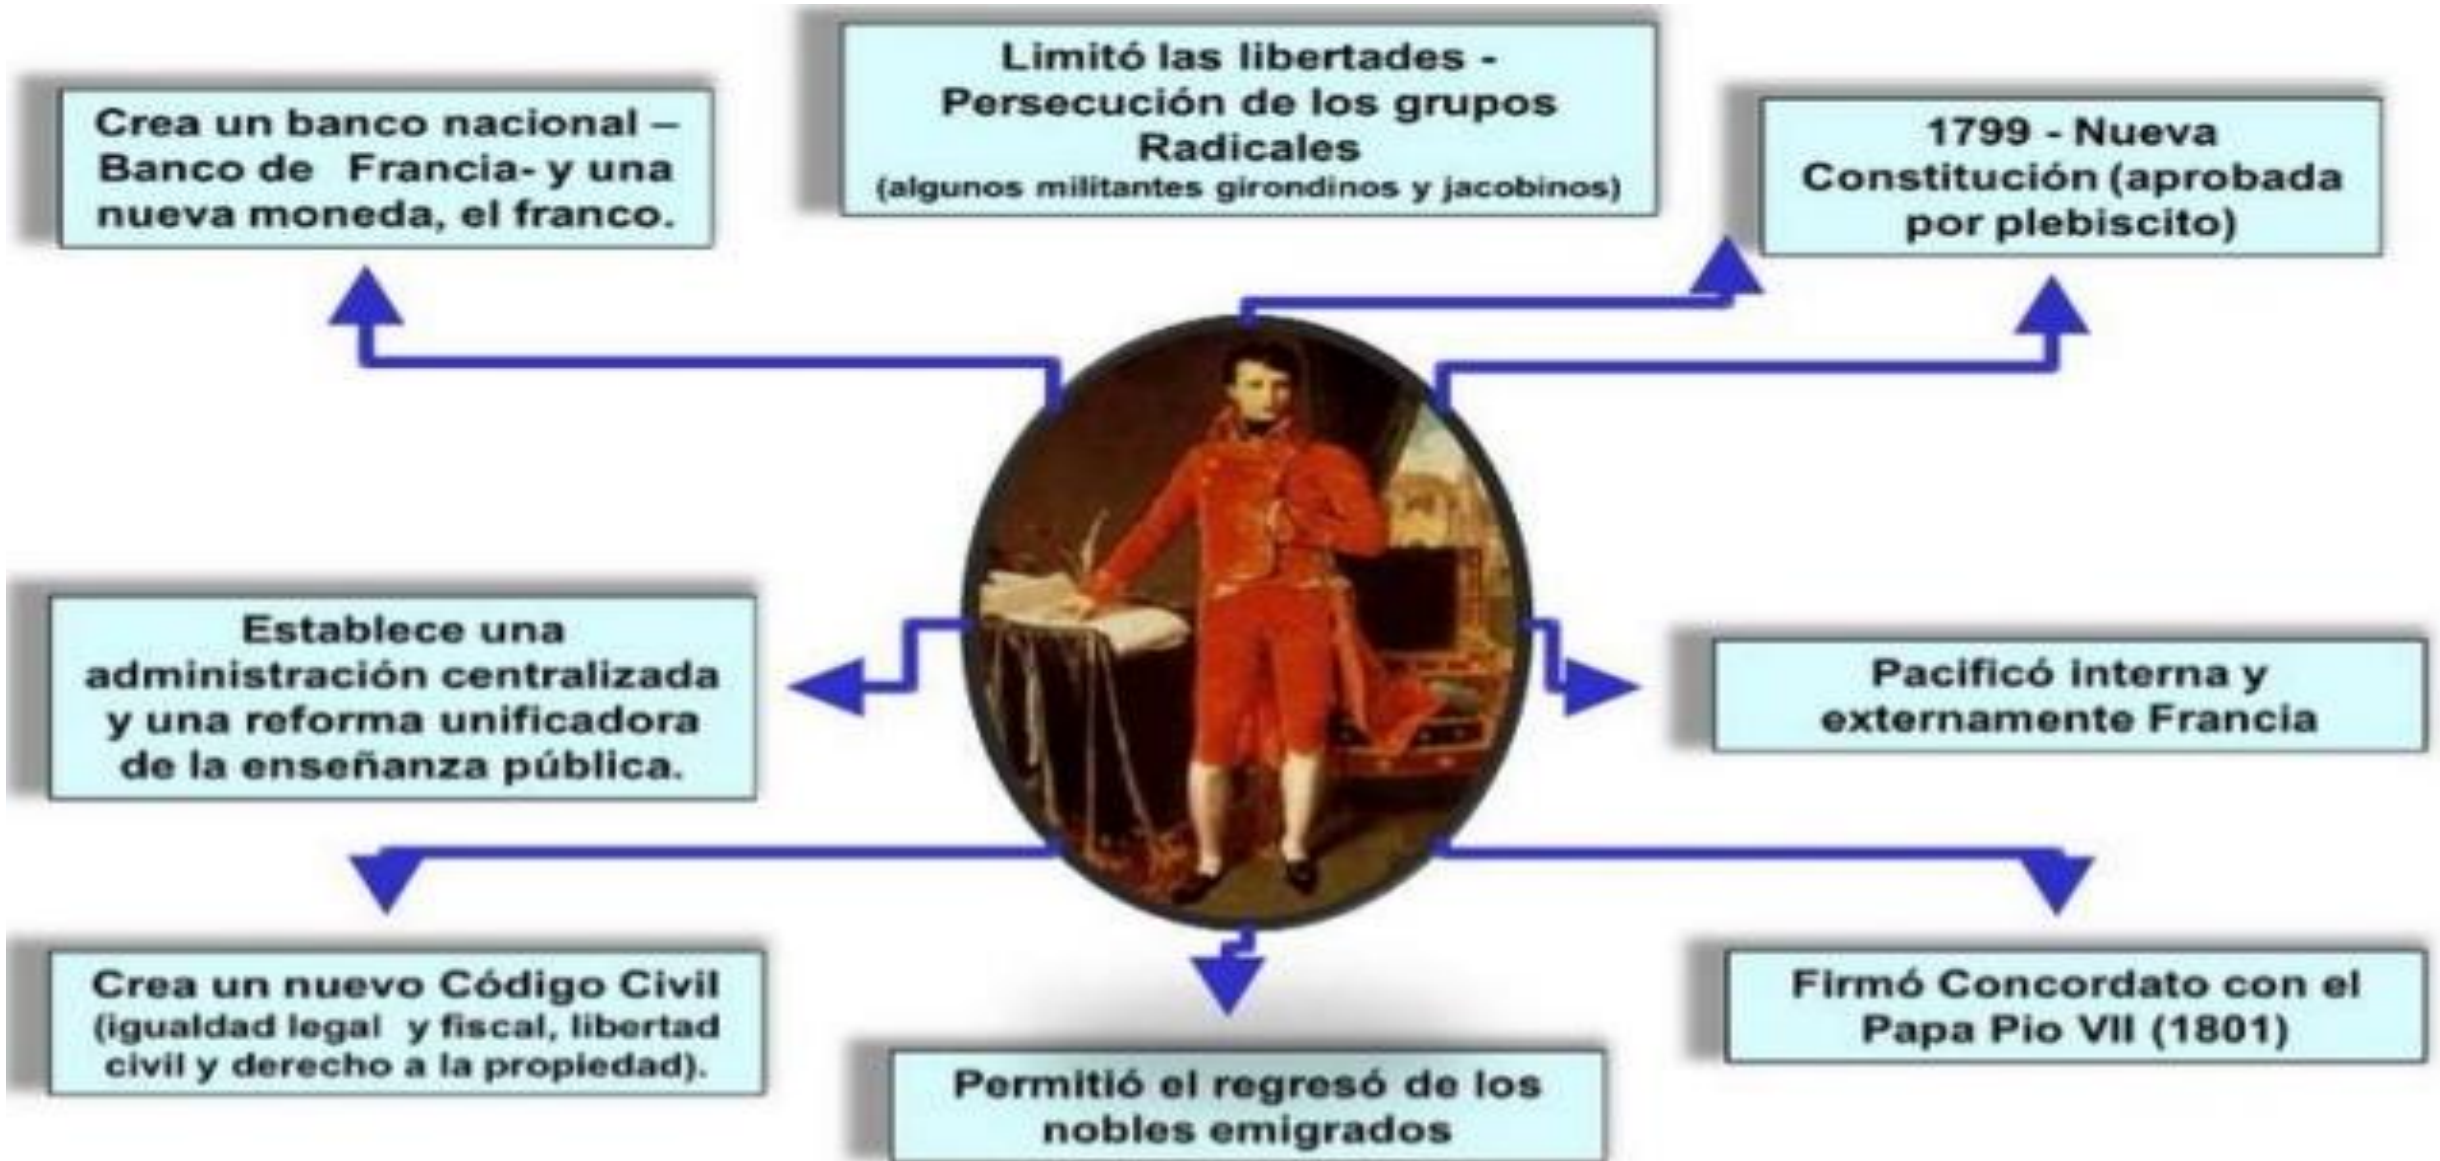 Crea un banco nacional –
Banco de Francia- y una
nueva moneda, el franco.
Limitó las libertades -
Persecución de los grupos
Radicales
(algunos militantes girondinos y jacobinos)
1799 - Nueva
Constitución (aprobada
por plebiscito)
Establece una
administración centralizada
y una reforma unificadora
de la enseñanza pública.
Pacificó interna y
externamente Francia
Crea un nuevo Código Civil
(igualdad legal y fiscal, libertad
civil y derecho a la propiedad).
Permitió el regresó de los
nobles emigrados
Firmó Concordato con el
Papa Pio VII (1801)